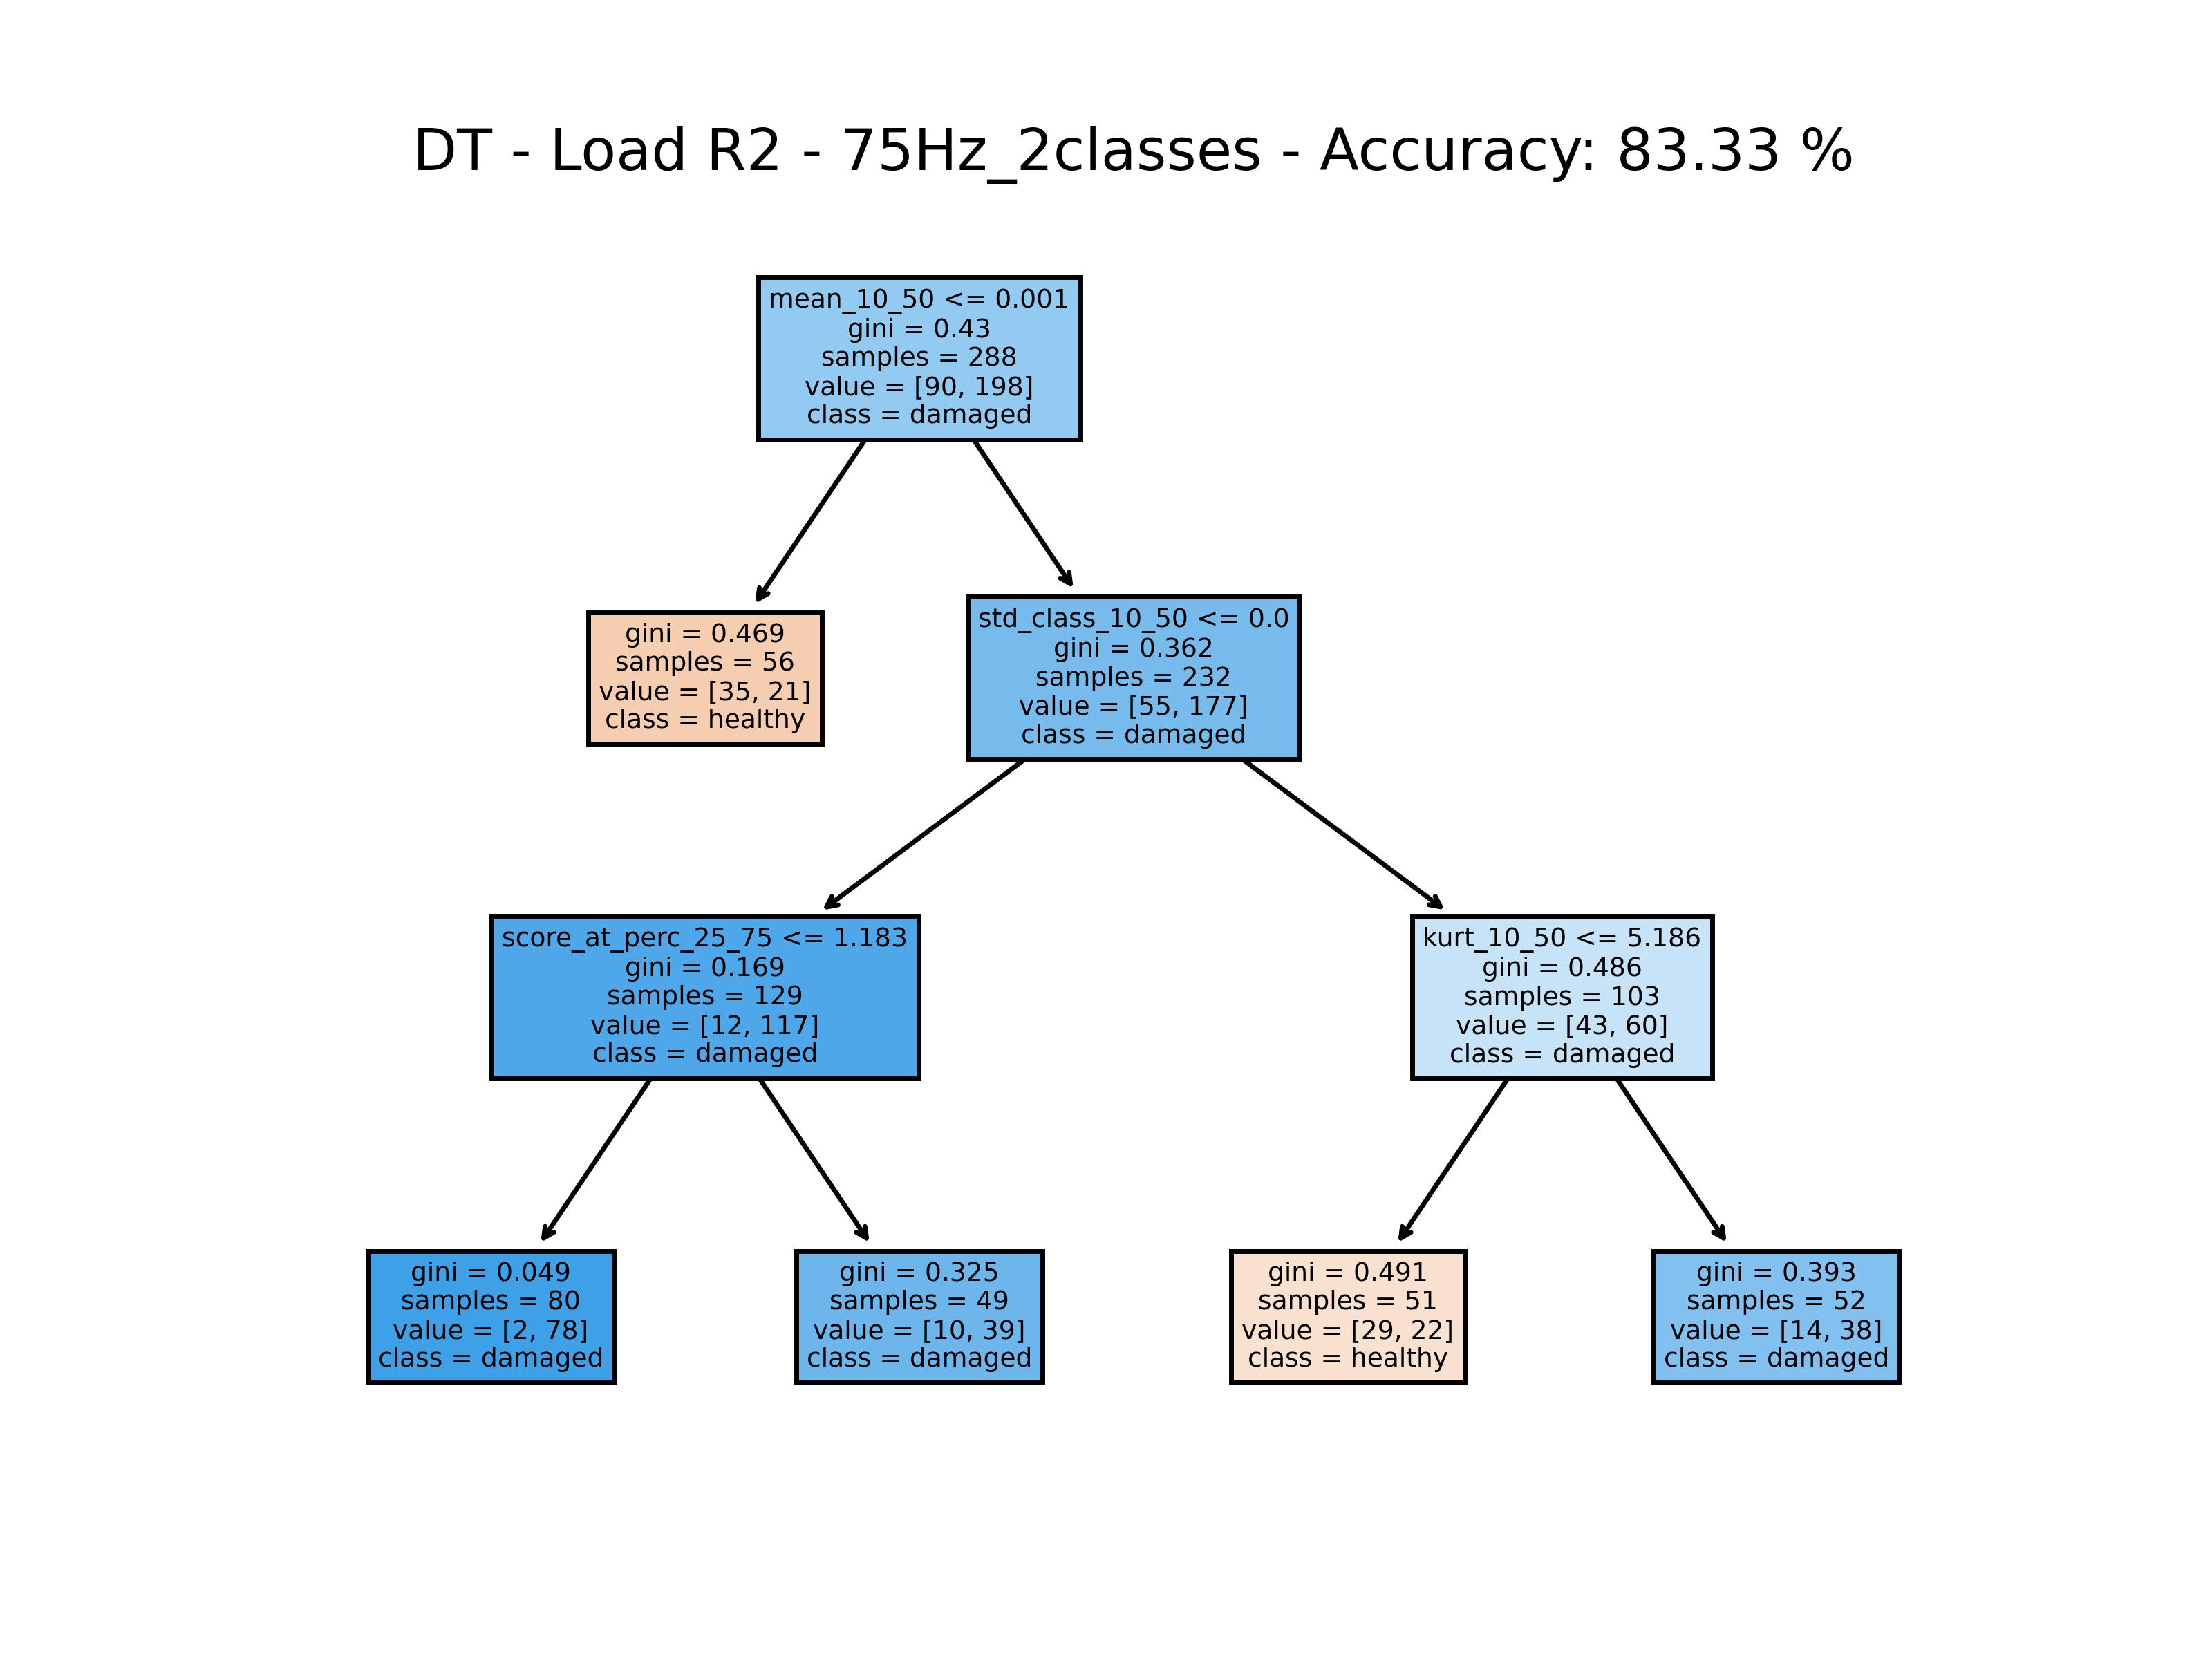 DT - Load R2 - 75Hz_2classes - Accuracy: 83.33 %
mean_10_50 <= 0.001
gini = 0.43
samples = 288
value = [90, 198]
class = damaged
gini = 0.469
samples = 56
value = [35, 21]
class = healthy
std_class_10_50 <= 0.0
gini = 0.362
samples = 232
value = [55, 177]
class = damaged
score_at_perc_25_75 <= 1.183
gini = 0.169
samples = 129
value = [12, 117]
class = damaged
kurt_10_50 <= 5.186
gini = 0.486
samples = 103
value = [43, 60]
class = damaged
gini = 0.049
samples = 80
value = [2, 78]
class = damaged
gini = 0.325
samples = 49
value = [10, 39]
class = damaged
gini = 0.491
samples = 51
value = [29, 22]
class = healthy
gini = 0.393
samples = 52
value = [14, 38]
class = damaged